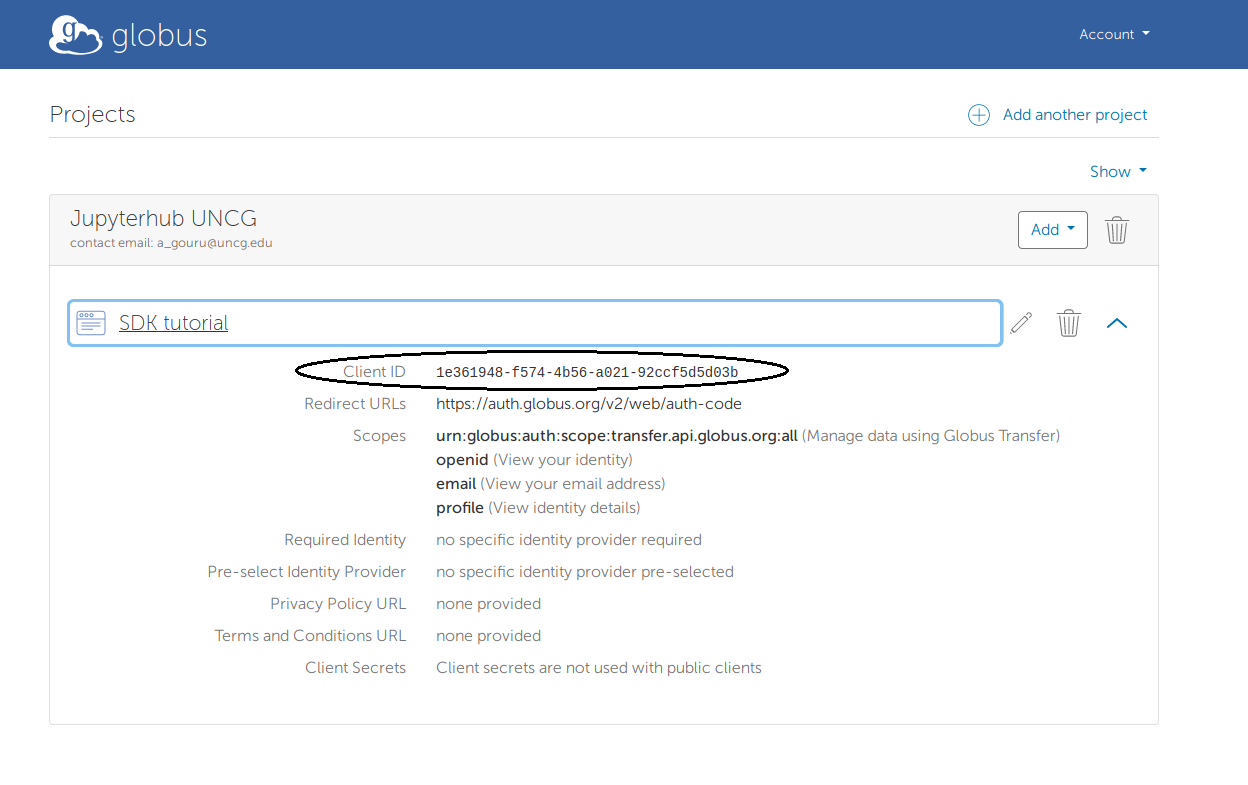 globus
Account
Projects
Add another project
Show
Jupyterhub UNCG
contact email: a_gouru@uncg.edu
Add
SDK tutorial
Client ID 1e361948-f574-4b56-a021-92ccf5d5d03b
Redirect URLs https://auth.globus.org/v2/web/auth-code
Scopes urn:globus:auth:scope:transfer.api.globus.org:all (Manage data using Globus Transfer)
openid (View your identity)
email (View your email address)
profile (View identity details)
Required Identity no specific identity provider required
Pre-select Identity Provider no specific identity provider pre-selected
Privacy Policy URL none provided
Terms and Conditions URL none provided
Client Secrets Client secrets are not used with public clients